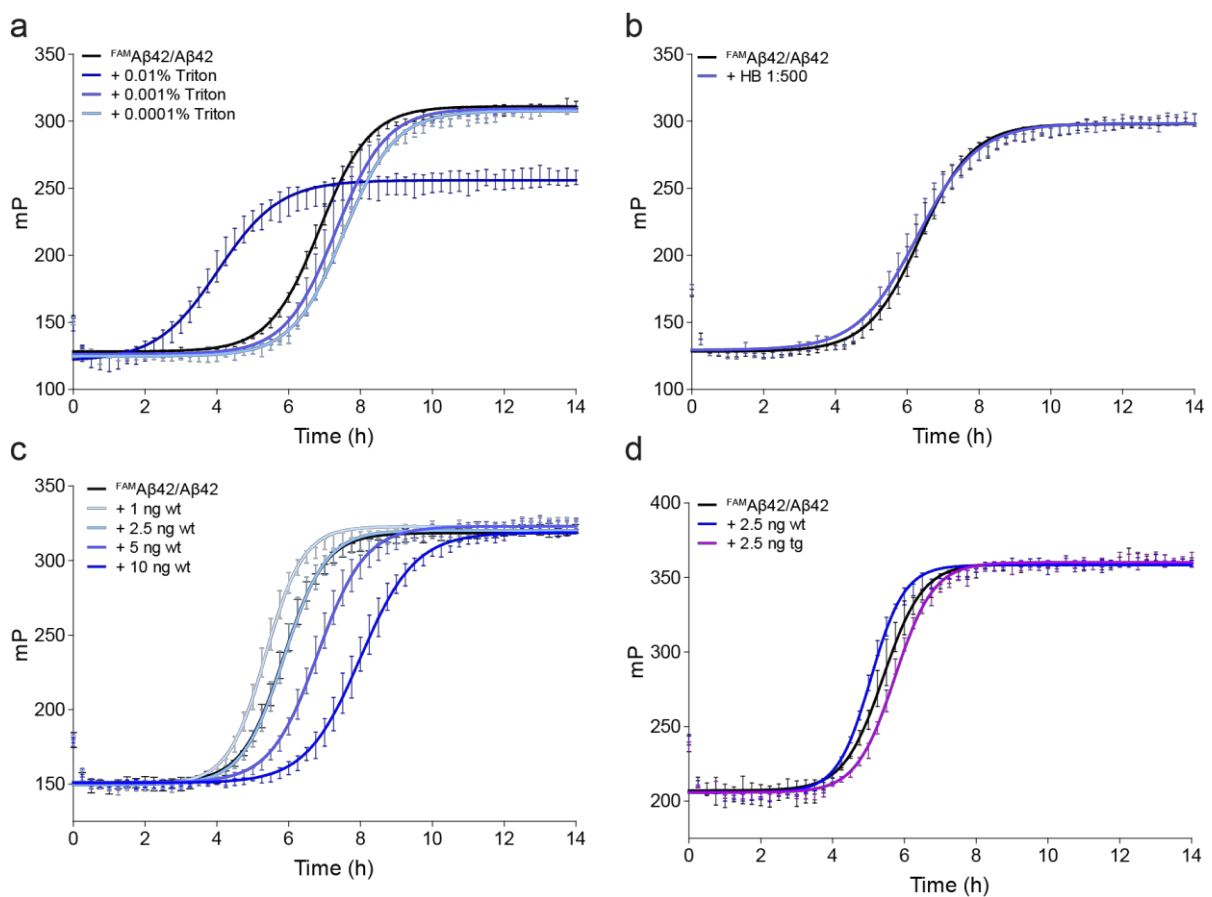 a
350
300
250
200
150
100
mP
0 2 4 6 8 10 12 14
Time (h)
ᶠᴬᴹAβ42/Aβ42
+ 0.01% Triton
+ 0.001% Triton
+ 0.0001% Triton
b
350
300
250
200
150
100
mP
0 2 4 6 8 10 12 14
Time (h)
ᶠᴬᴹAβ42/Aβ42
+ HB 1:500
c
350
300
250
200
150
mP
0 2 4 6 8 10 12 14
Time (h)
ᶠᴬᴹAβ42/Aβ42
+ 1 ng wt
+ 2.5 ng wt
+ 5 ng wt
+ 10 ng wt
d
400
350
300
250
200
mP
0 2 4 6 8 10 12 14
Time (h)
ᶠᴬᴹAβ42/Aβ42
+ 2.5 ng wt
+ 2.5 ng tg